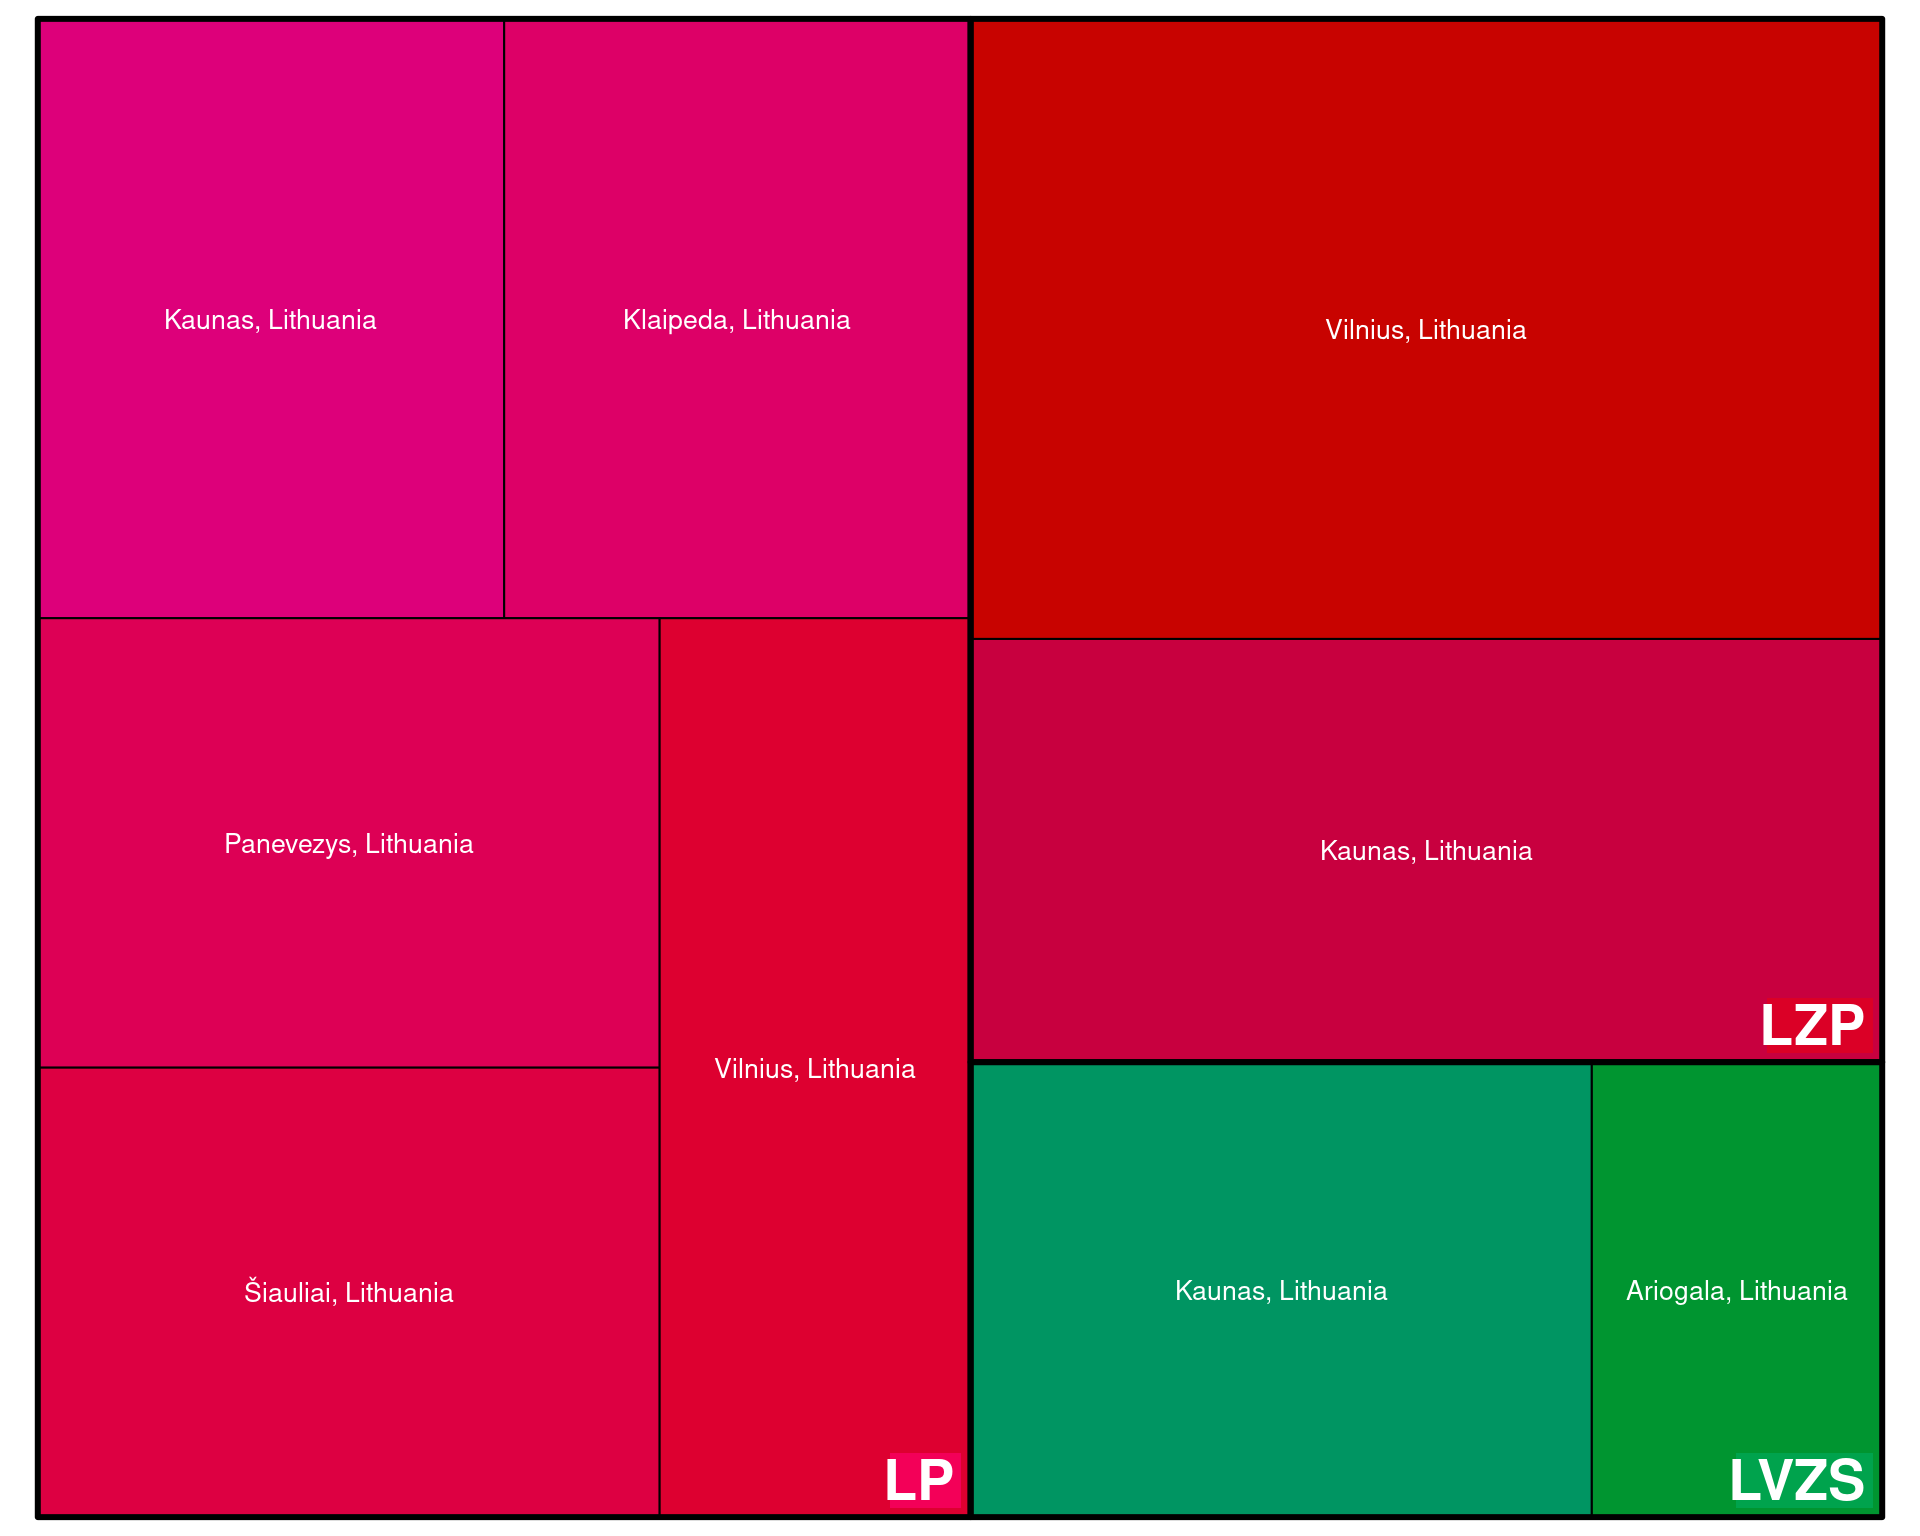 Kaunas, Lithuania
Klaipeda, Lithuania
Panevezys, Lithuania
Vilnius, Lithuania
Šiauliai, Lithuania
LP
Vilnius, Lithuania
Kaunas, Lithuania
LZP
Kaunas, Lithuania
Ariogala, Lithuania
LVZS